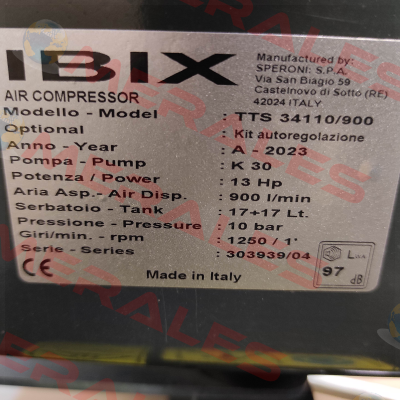 IBIX
Manufactured by:
SPERONI: S.P.A.
Via San Biagio 59
Castelnovo di Sotto (RE)
42024 ITALY
AIR COMPRESSOR
Modello - Model : TTS 34110/900
Optional : Kit autoregolazione
Anno - Year : A - 2023
Pompa - Pump : K 30
Potenza / Power : 13 Hp
Aria Asp.- Air Disp. : 900 l/min
Serbatoio - Tank : 17+17 Lt.
Pressione - Pressure : 10 bar
Giri/min. - rpm : 1250 / 1'
Serie - Series : 303939/04
CE
Made in Italy
LWA
97
dB